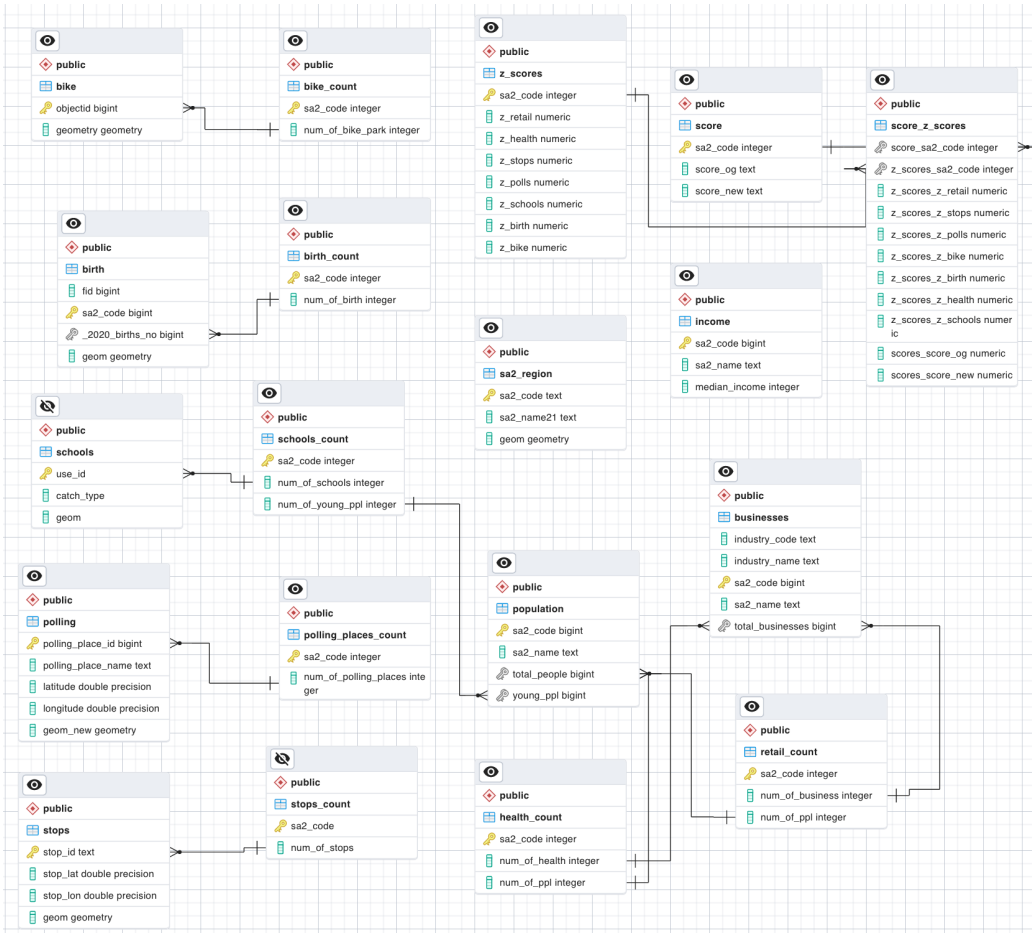 public
bike
objectid bigint
geometry geometry
public
bike_count
sa2_code integer
num_of_bike_park integer
public
z_scores
sa2_code integer
z_retail numeric
z_health numeric
z_stops numeric
z_polls numeric
z_schools numeric
z_birth numeric
z_bike numeric
public
score
sa2_code integer
score_og text
score_new text
public
score_z_scores
score_sa2_code integer
z_scores_sa2_code integer
z_scores_z_retail numeric
z_scores_z_stops numeric
z_scores_z_polls numeric
z_scores_z_bike numeric
z_scores_z_birth numeric
z_scores_z_health numeric
z_scores_z_schools numer
ic
scores_score_og numeric
scores_score_new numeric
public
birth
fid bigint
sa2_code bigint
_2020_births_no bigint
geom geometry
public
birth_count
sa2_code integer
num_of_birth integer
public
sa2_region
sa2_code text
sa2_name21 text
geom geometry
public
income
sa2_code bigint
sa2_name text
median_income integer
public
schools
use_id
catch_type
geom
public
schools_count
sa2_code integer
num_of_schools integer
num_of_young_ppl integer
public
businesses
industry_code text
industry_name text
sa2_code bigint
sa2_name text
total_businesses bigint
public
polling
polling_place_id bigint
polling_place_name text
latitude double precision
longitude double precision
geom_new geometry
public
polling_places_count
sa2_code integer
num_of_polling_places inte
ger
public
population
sa2_code bigint
sa2_name text
total_people bigint
young_ppl bigint
public
retail_count
sa2_code integer
num_of_business integer
num_of_ppl integer
public
stops
stop_id text
stop_lat double precision
stop_lon double precision
geom geometry
public
stops_count
sa2_code
num_of_stops
public
health_count
sa2_code integer
num_of_health integer
num_of_ppl integer